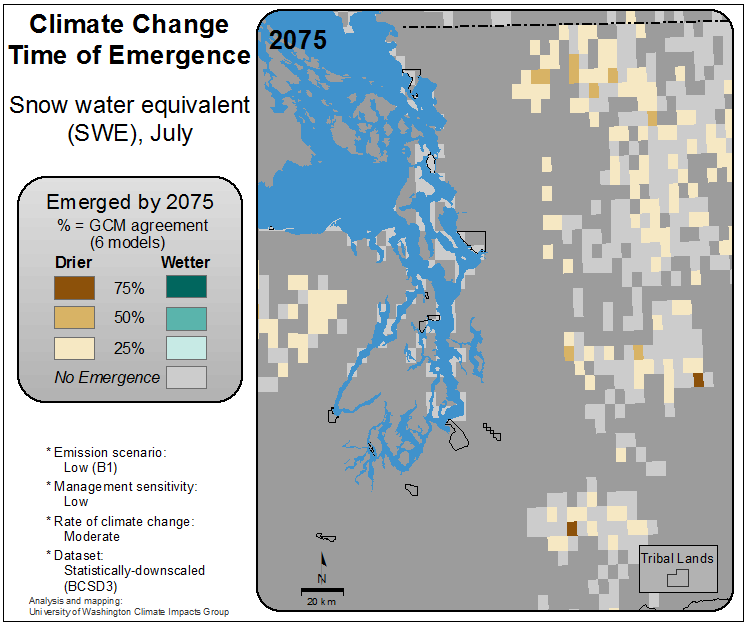 Climate Change
Time of Emergence
Snow water equivalent
(SWE), July
Emerged by 2075
% = GCM agreement
(6 models)
Drier Wetter
75%
50%
25%
No Emergence
* Emission scenario:
Low (B1)
* Management sensitivity:
Low
* Rate of climate change:
Moderate
* Dataset:
Statistically-downscaled
(BCSD3)
Analysis and mapping:
University of Washington Climate Impacts Group
2075
N
20 km
Tribal Lands